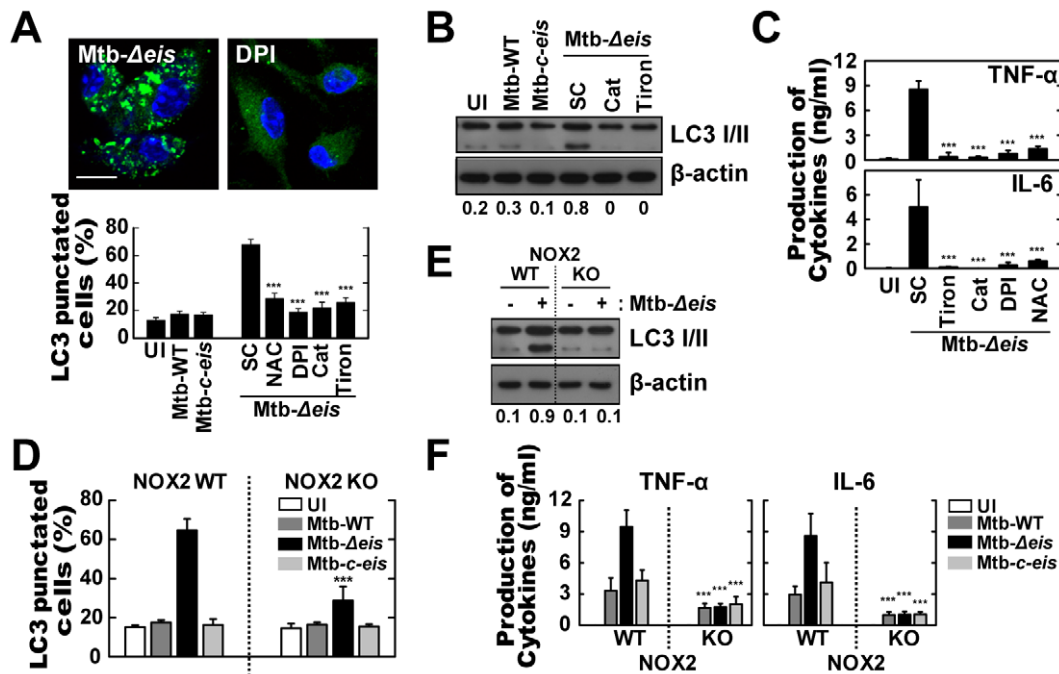 A
Mtb-Δeis
DPI
LC3 punctated
cells (%)
80
60
40
20
0
***
***
***
***
UI
Mtb-WT
Mtb-c-eis
SC
NAC
DPI
Cat
Tiron
Mtb-Δeis
B
Mtb-Δeis
UI
Mtb-WT
Mtb-c-eis
SC
Cat
Tiron
LC3 I/II
β-actin
0.2 0.3 0.1 0.8 0 0
C
Production of
Cytokines (ng/ml)
TNF-α
12
9
6
3
0
*** *** *** ***
IL-6
6
4
2
0
*** *** *** ***
UI
SC
Tiron
Cat
DPI
NAC
Mtb-Δeis
E
NOX2
WT KO
- + - + : Mtb-Δeis
LC3 I/II
β-actin
0.1 0.9 0.1 0.1
D
NOX2 WT
NOX2 KO
LC3 punctated
cells (%)
80
60
40
20
0
UI
Mtb-WT
Mtb-Δeis
Mtb-c-eis
***
F
Production of
Cytokines (ng/ml)
TNF-α
IL-6
12
9
6
3
0
*** *** ***
*** *** ***
WT KO
WT KO
NOX2
NOX2
UI
Mtb-WT
Mtb-Δeis
Mtb-c-eis